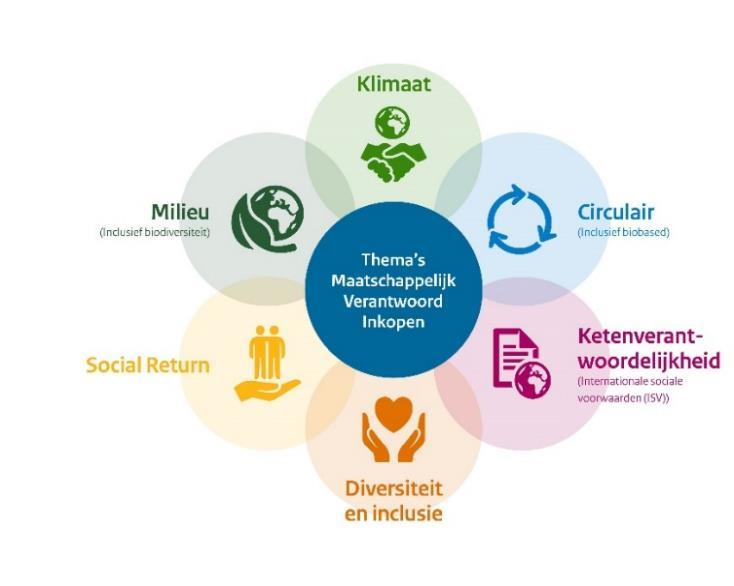 Klimaat
Milieu
(Inclusief biodiversiteit)
Circulair
(Inclusief biobased)
Thema's
Maatschappelijk
Verantwoord
Inkopen
Social Return
Ketenverant-
woordelijkheid
(Internationale sociale
voorwaarden (ISV))
Diversiteit
en inclusie